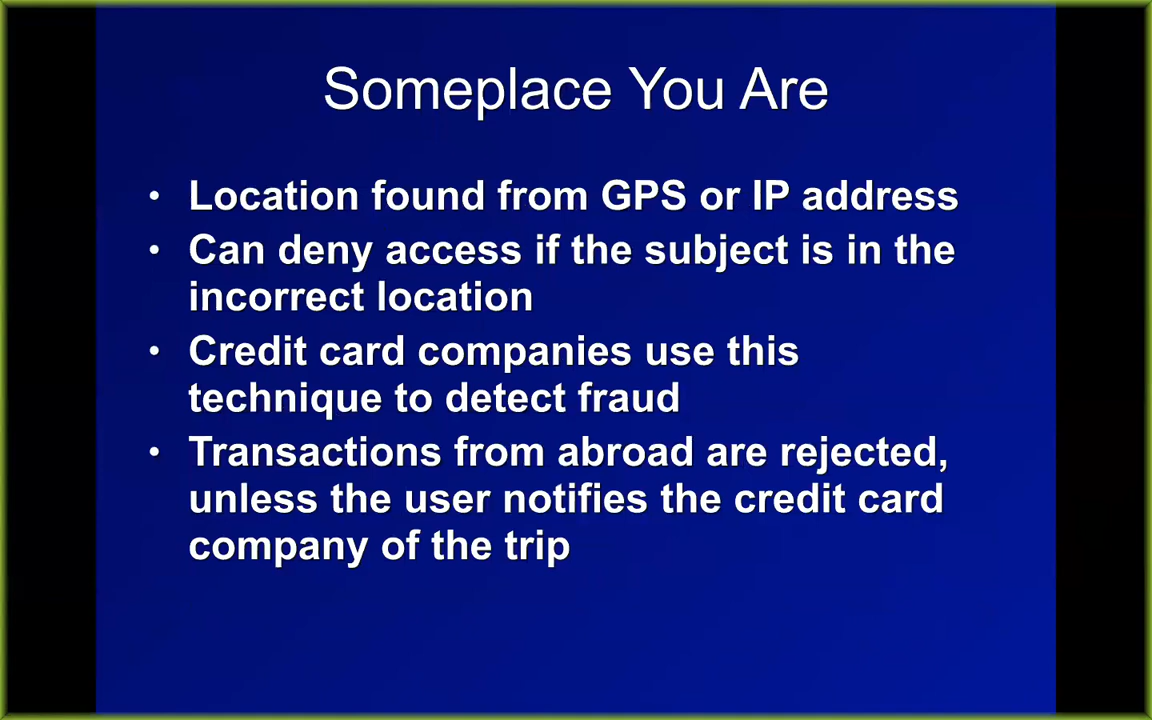 Someplace You Are
• Location found from GPS or IP address
• Can deny access if the subject is in the
incorrect location
• Credit card companies use this
technique to detect fraud
• Transactions from abroad are rejected,
unless the user notifies the credit card
company of the trip